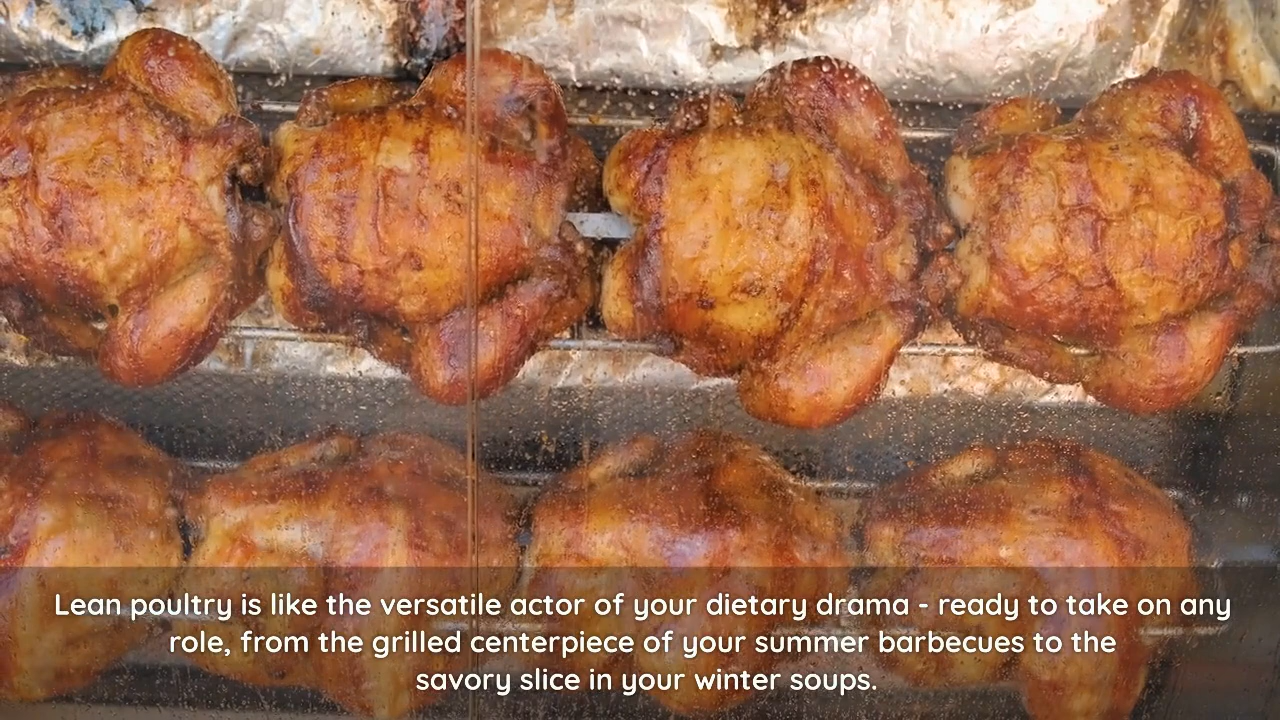 Lean poultry is like the versatile actor of your dietary drama - ready to take on any
role, from the grilled centerpiece of your summer barbecues to the
savory slice in your winter soups.